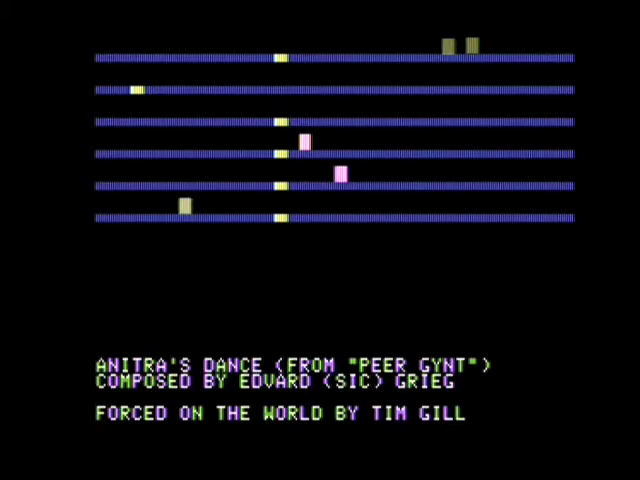 ANITRA'S DANCE (FROM "PEER GYNT")
COMPOSED BY EDVARD (SIC) GRIEG
FORCED ON THE WORLD BY TIM GILL